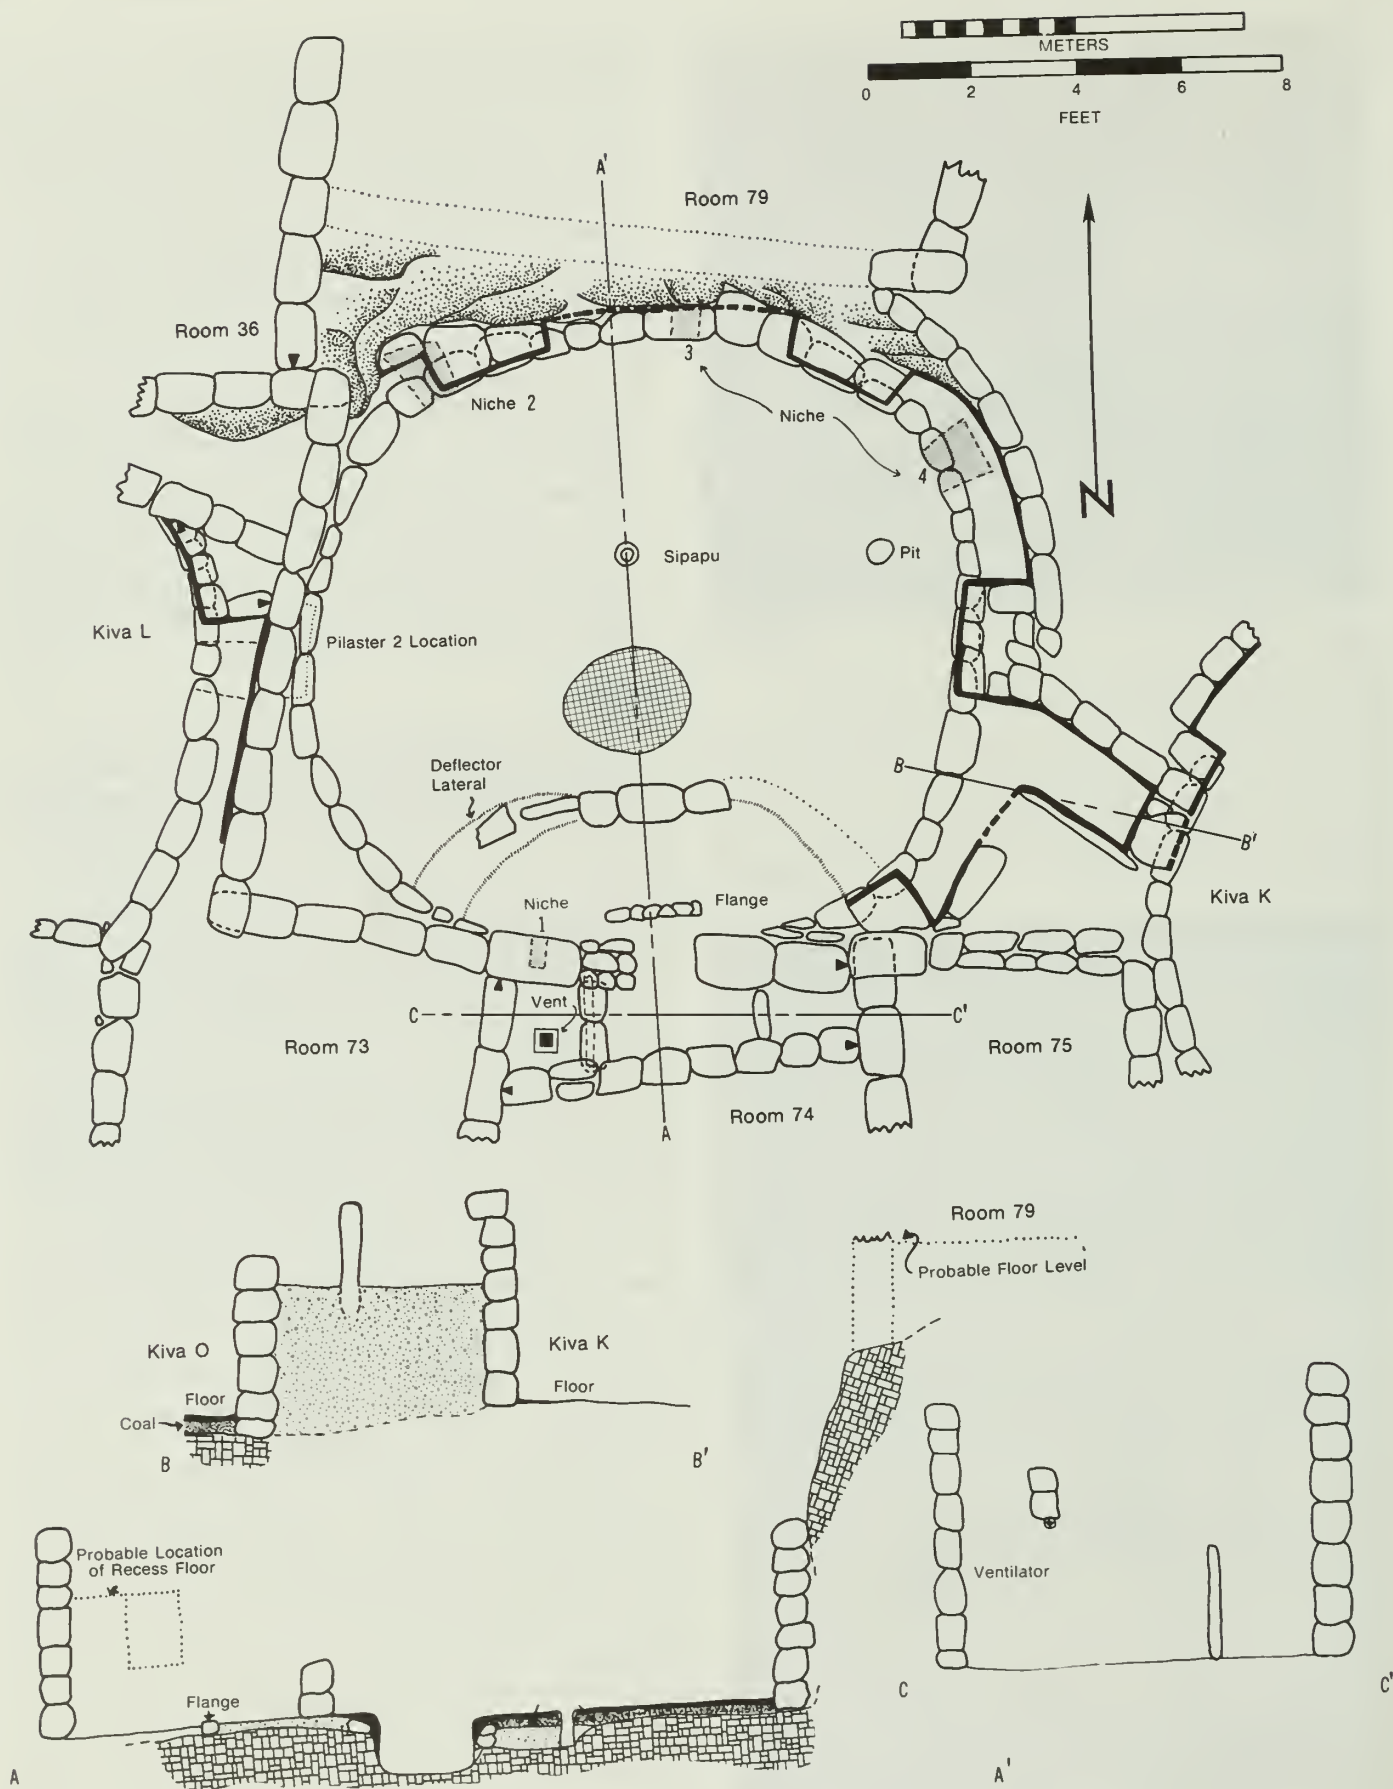 METERS
0 2 4 6 8
FEET
A'
Room 79
N
Room 36
3
Niche 2
Niche
4
Sipapu
Pit
Kiva L
Pilaster 2 Location
Deflector
Lateral
B
B'
Niche
1
Flange
Kiva K
Vent
C
C'
Room 73
Room 75
Room 74
A
Room 79
Probable Floor Level
Kiva O
Kiva K
Floor
Floor
Coal
B
B'
Probable Location
of Recess Floor
Ventilator
Flange
C
C'
A
A'